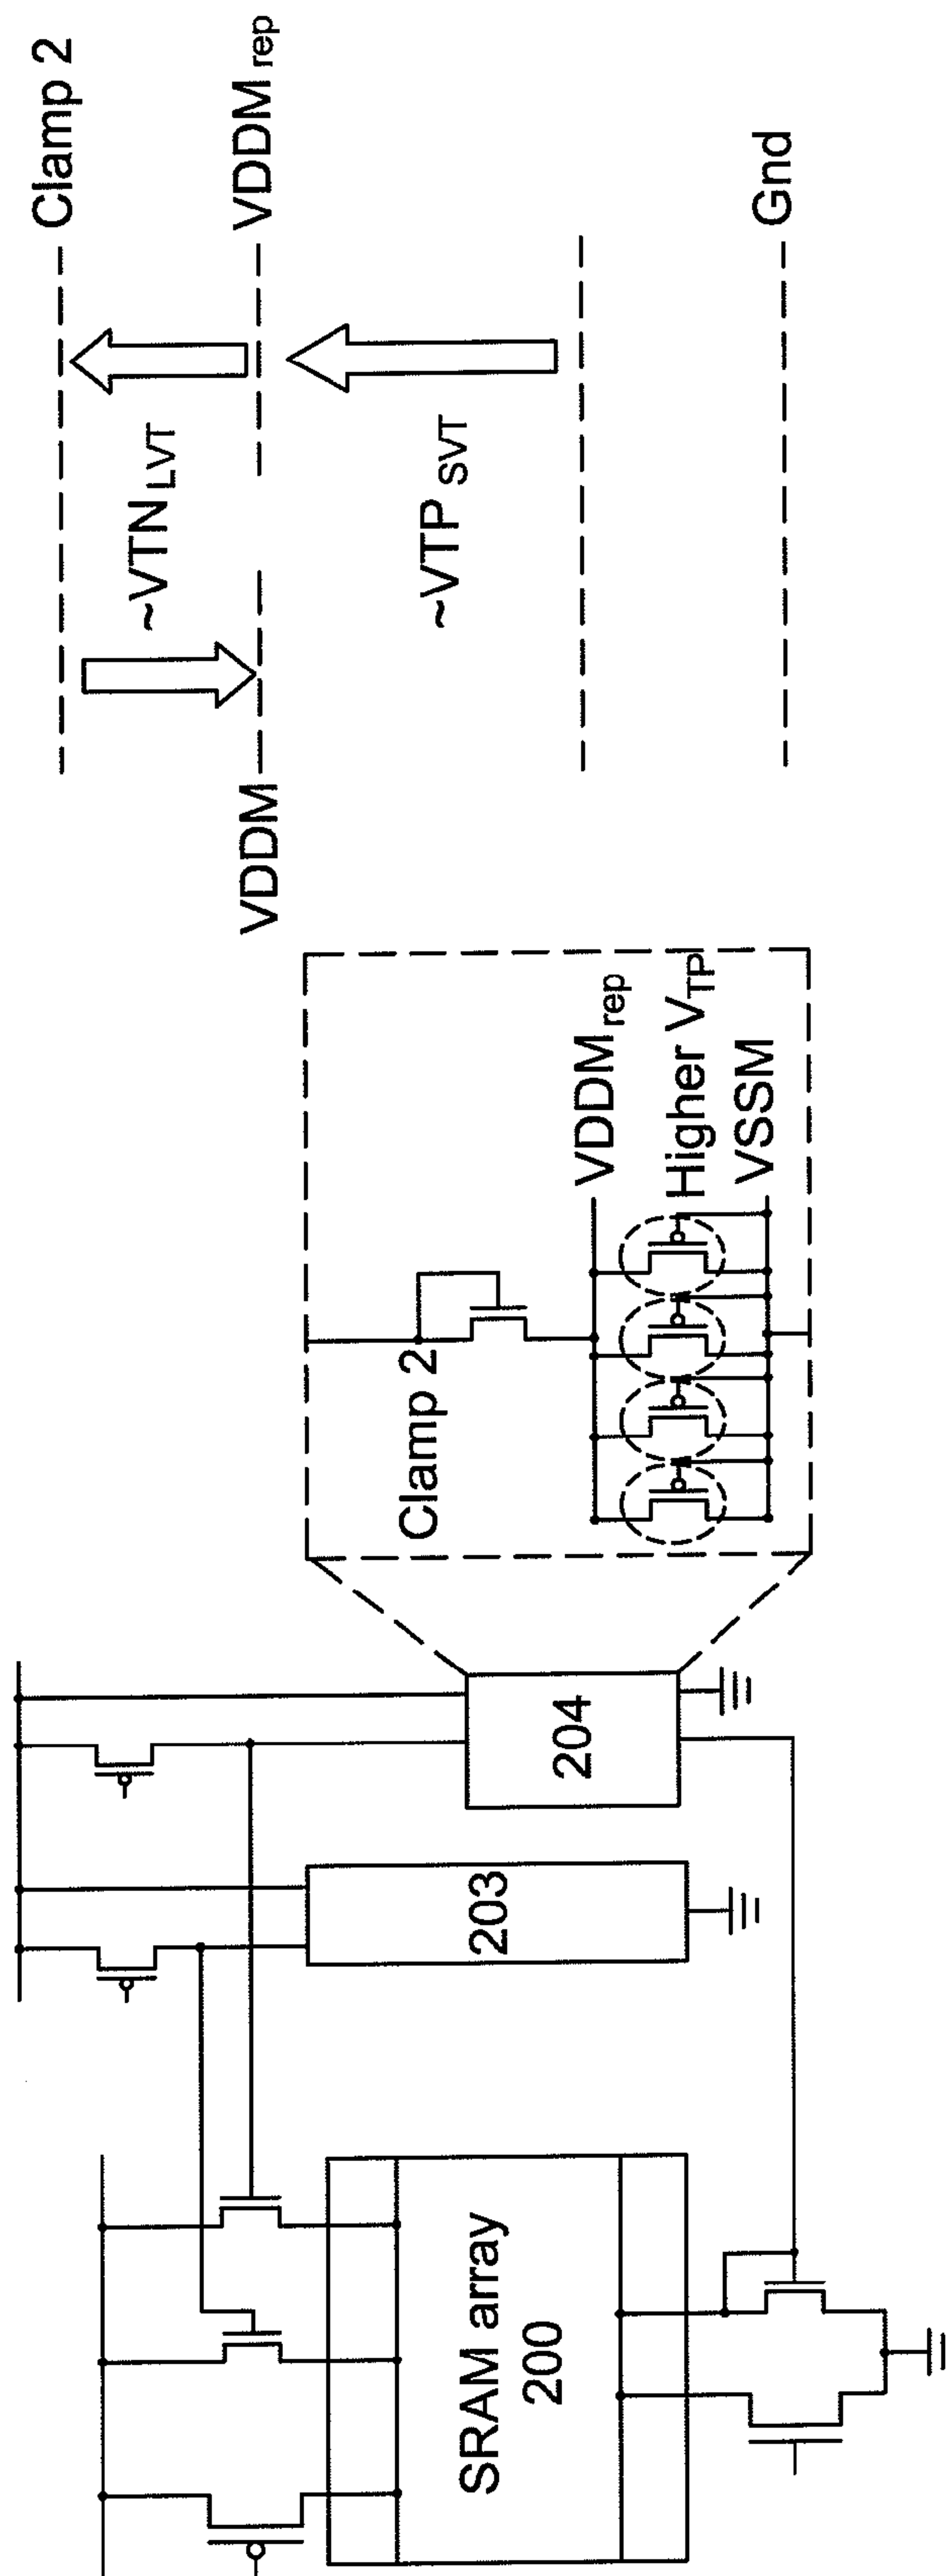 SRAM array
200
203
204
Clamp 2
VDDM rep
Higher VTP
VSSM
VDDM
~VTN LVT
~VTP SVT
Clamp 2
VDDM rep
Gnd